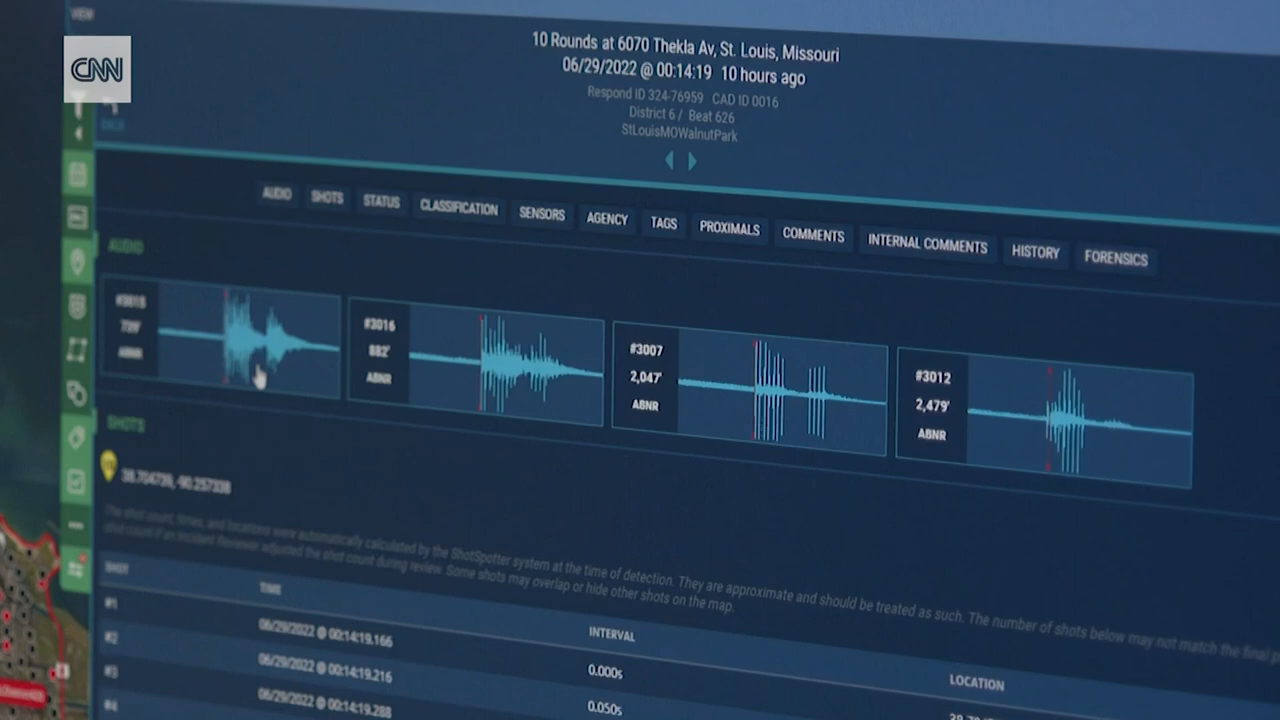 VIEW
CNN
10 Rounds at 6070 Thekla Av, St. Louis, Missouri
06/29/2022 @ 00:14:19 10 hours ago
Respond ID 324-76959 CAD ID 0016
District 6 / Beat 626
StLouisMOWalnutPark
AUDIO SHOTS STATUS CLASSIFICATION SENSORS AGENCY TAGS PROXIMALS COMMENTS INTERNAL COMMENTS HISTORY FORENSICS
AUDIO
ABNR
#3016
882'
ABNR
#3007
2,047'
ABNR
#3012
2,479'
ABNR
SHOTS
38.704739, -90.257338
The shot count, times, and locations were automatically calculated by the ShotSpotter system at the time of detection. They are approximate and should be treated as such. The number of shots below may not match the final
shot count if an Incident Reviewer adjusted the shot count during review. Some shots may overlap or hide other shots on the map.
SHOT TIME INTERVAL LOCATION
#1 06/29/2022 @ 00:14:19.166 0.000s
#2 06/29/2022 @ 00:14:19.216 0.050s
#3 06/29/2022 @ 00:14:19.288
#4